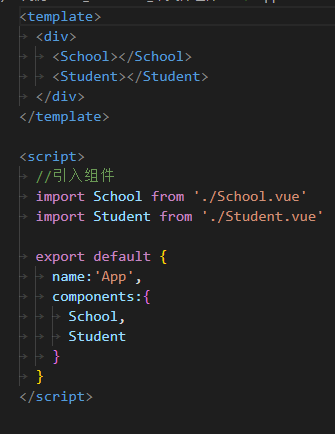 <template>
<div>
<School></School>
<Student></Student>
</div>
</template>
<script>
//引入组件
import School from './School.vue'
import Student from './Student.vue'
export default {
name:'App',
components:{
School,
Student
}
}
</script>